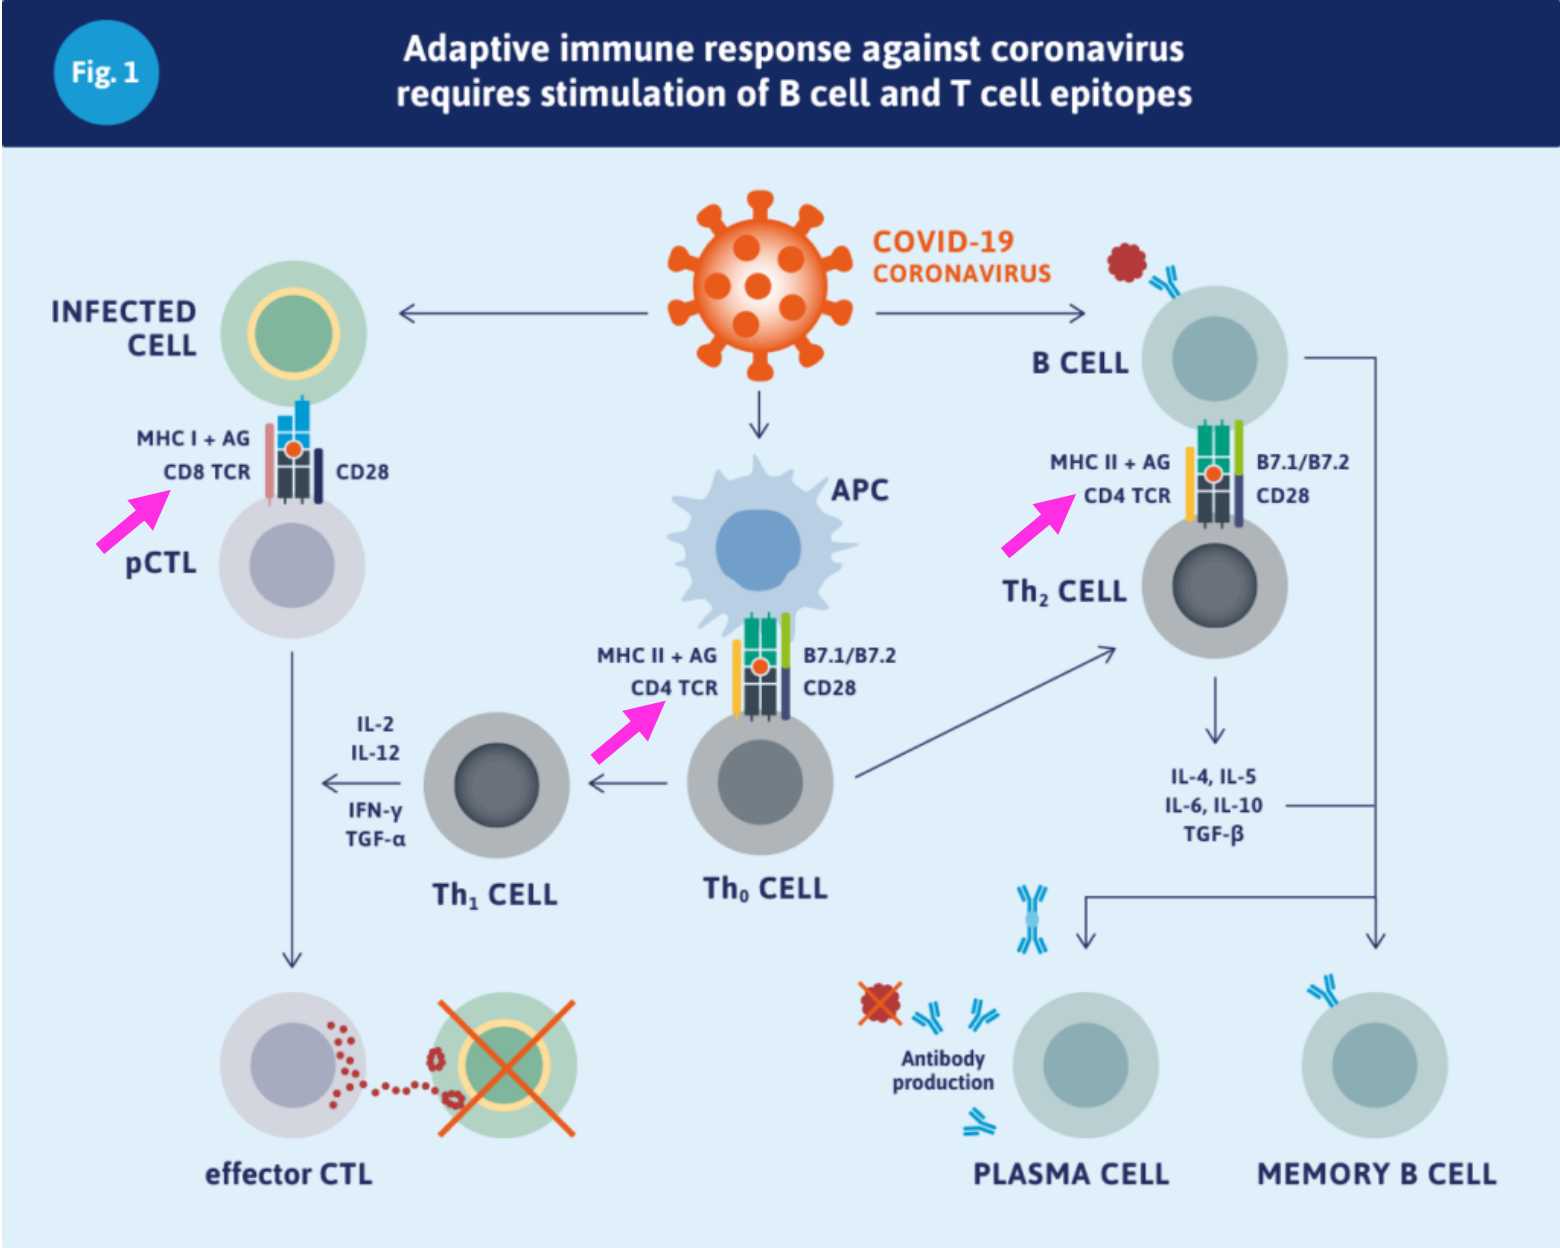 Fig. 1
Adaptive immune response against coronavirus
requires stimulation of B cell and T cell epitopes
COVID-19
CORONAVIRUS
INFECTED
CELL
MHC I + AG
CD8 TCR
CD28
pCTL
B CELL
MHC II + AG
CD4 TCR
B7.1/B7.2
CD28
Th₂ CELL
APC
MHC II + AG
CD4 TCR
B7.1/B7.2
CD28
IL-2
IL-12
IFN-γ
TGF-α
Th₁ CELL
Th₀ CELL
IL-4, IL-5
IL-6, IL-10
TGF-β
Antibody
production
effector CTL
PLASMA CELL
MEMORY B CELL